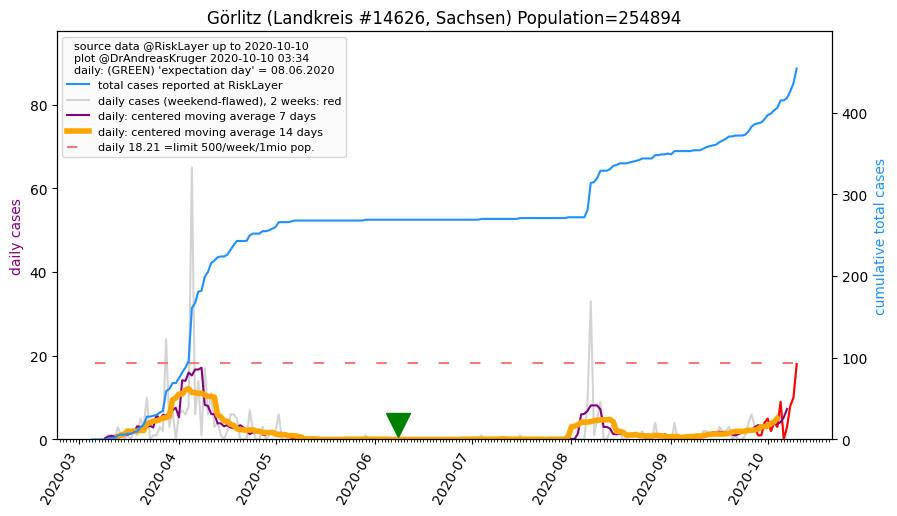 Görlitz (Landkreis #14626, Sachsen) Population=254894
source data @RiskLayer up to 2020-10-10
plot @DrAndreasKruger 2020-10-10 03:34
daily: (GREEN) 'expectation day' = 08.06.2020
total cases reported at RiskLayer
daily cases (weekend-flawed), 2 weeks: red
daily: centered moving average 7 days
daily: centered moving average 14 days
daily 18.21 =limit 500/week/1mio pop.
daily cases
0
20
40
60
80
cumulative total cases
0
100
200
300
400
2020-03
2020-04
2020-05
2020-06
2020-07
2020-08
2020-09
2020-10